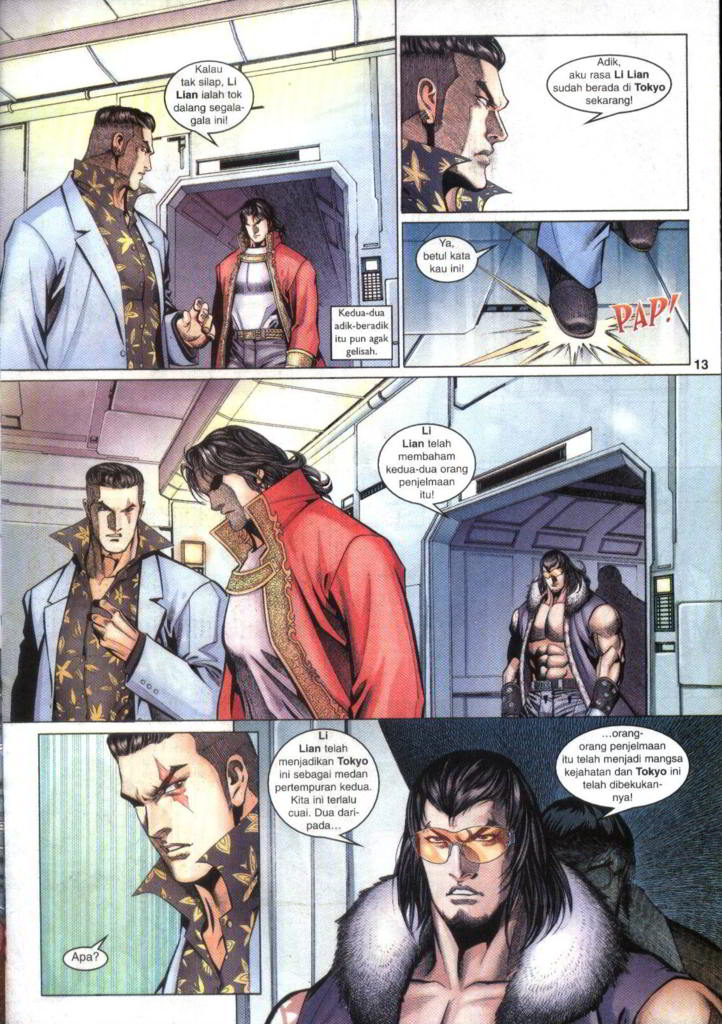 Kalau
tak silap, Li
Lian ialah tok
dalang segala-
gala ini!
Kedua-dua
adik-beradik
itu pun agak
gelisah.
Adik,
aku rasa Li Lian
sudah berada di Tokyo
sekarang!
Ya,
betul kata
kau ini!
PAP!
13
Li
Lian telah
membaham
kedua-dua orang
penjelmaan
itu!
Apa?
Li
Lian telah
menjadikan Tokyo
ini sebagai medan
pertempuran kedua.
Kita ini terlalu
cuai. Dua dari-
pada...
...orang-
orang penjelmaan
itu telah menjadi mangsa
kejahatan dan Tokyo ini
telah dibekukan-
nya!